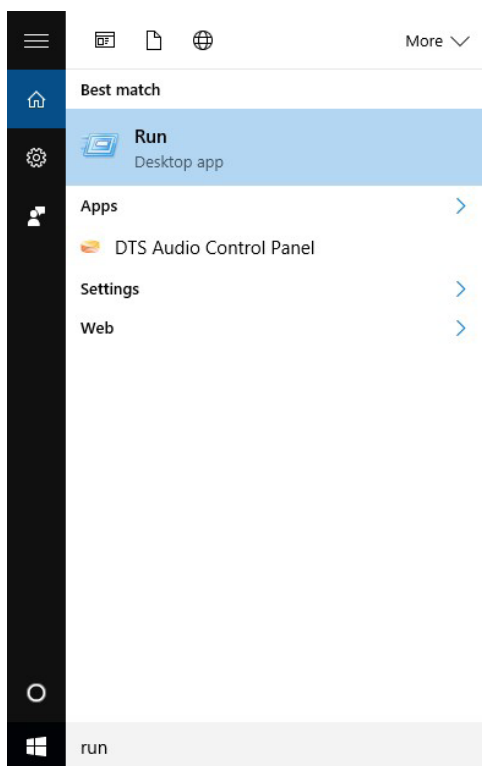 More
Best match
Run
Desktop app
Apps
DTS Audio Control Panel
Settings
Web
run